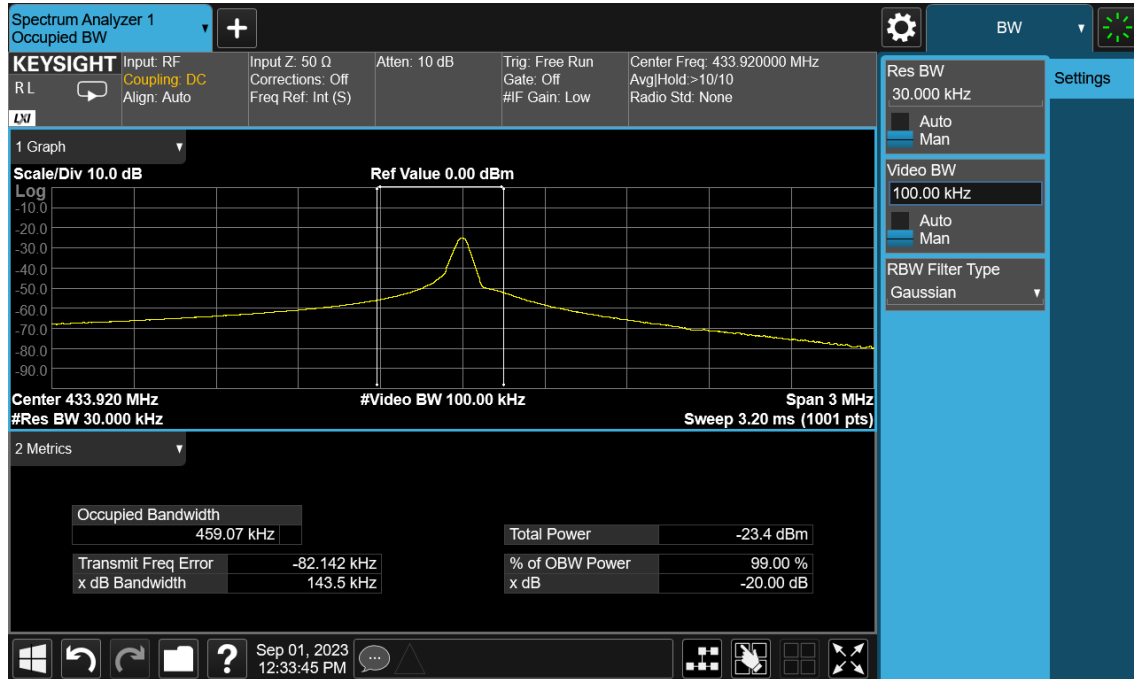 Spectrum Analyzer 1
Occupied BW
+
BW
KEYSIGHT
R L
LXI
Input: RF
Coupling: DC
Align: Auto
Input Z: 50 Ω
Corrections: Off
Freq Ref: Int (S)
Atten: 10 dB
Trig: Free Run
Gate: Off
#IF Gain: Low
Center Freq: 433.920000 MHz
Avg|Hold:>10/10
Radio Std: None
1 Graph
Scale/Div 10.0 dB
Ref Value 0.00 dBm
Log
-10.0
-20.0
-30.0
-40.0
-50.0
-60.0
-70.0
-80.0
-90.0
Center 433.920 MHz
#Video BW 100.00 kHz
Span 3 MHz
#Res BW 30.000 kHz
Sweep 3.20 ms (1001 pts)
2 Metrics
Occupied Bandwidth
459.07 kHz
Total Power -23.4 dBm
Transmit Freq Error -82.142 kHz
% of OBW Power 99.00 %
x dB Bandwidth 143.5 kHz
x dB -20.00 dB
?
Sep 01, 2023
12:33:45 PM
Res BW
30.000 kHz
Auto
Man
Video BW
100.00 kHz
Auto
Man
RBW Filter Type
Gaussian
Settings